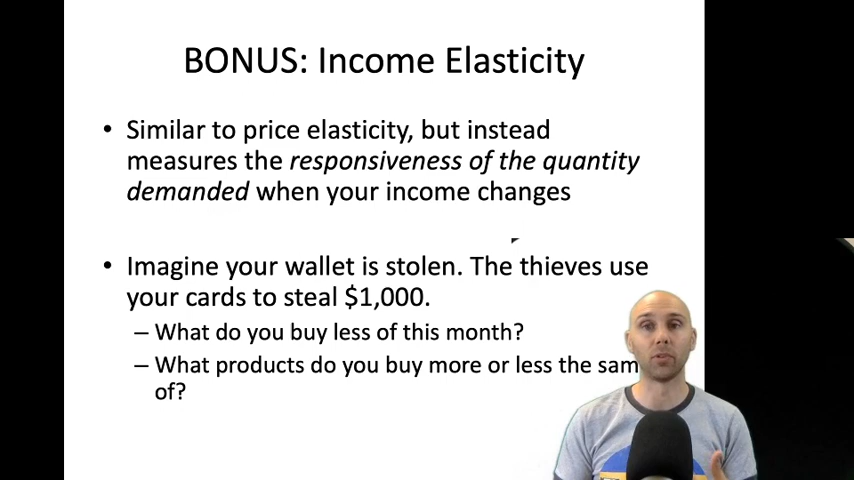 BONUS: Income Elasticity
• Similar to price elasticity, but instead
measures the responsiveness of the quantity
demanded when your income changes
• Imagine your wallet is stolen. The thieves use
your cards to steal $1,000.
– What do you buy less of this month?
– What products do you buy more or less the sam
of?